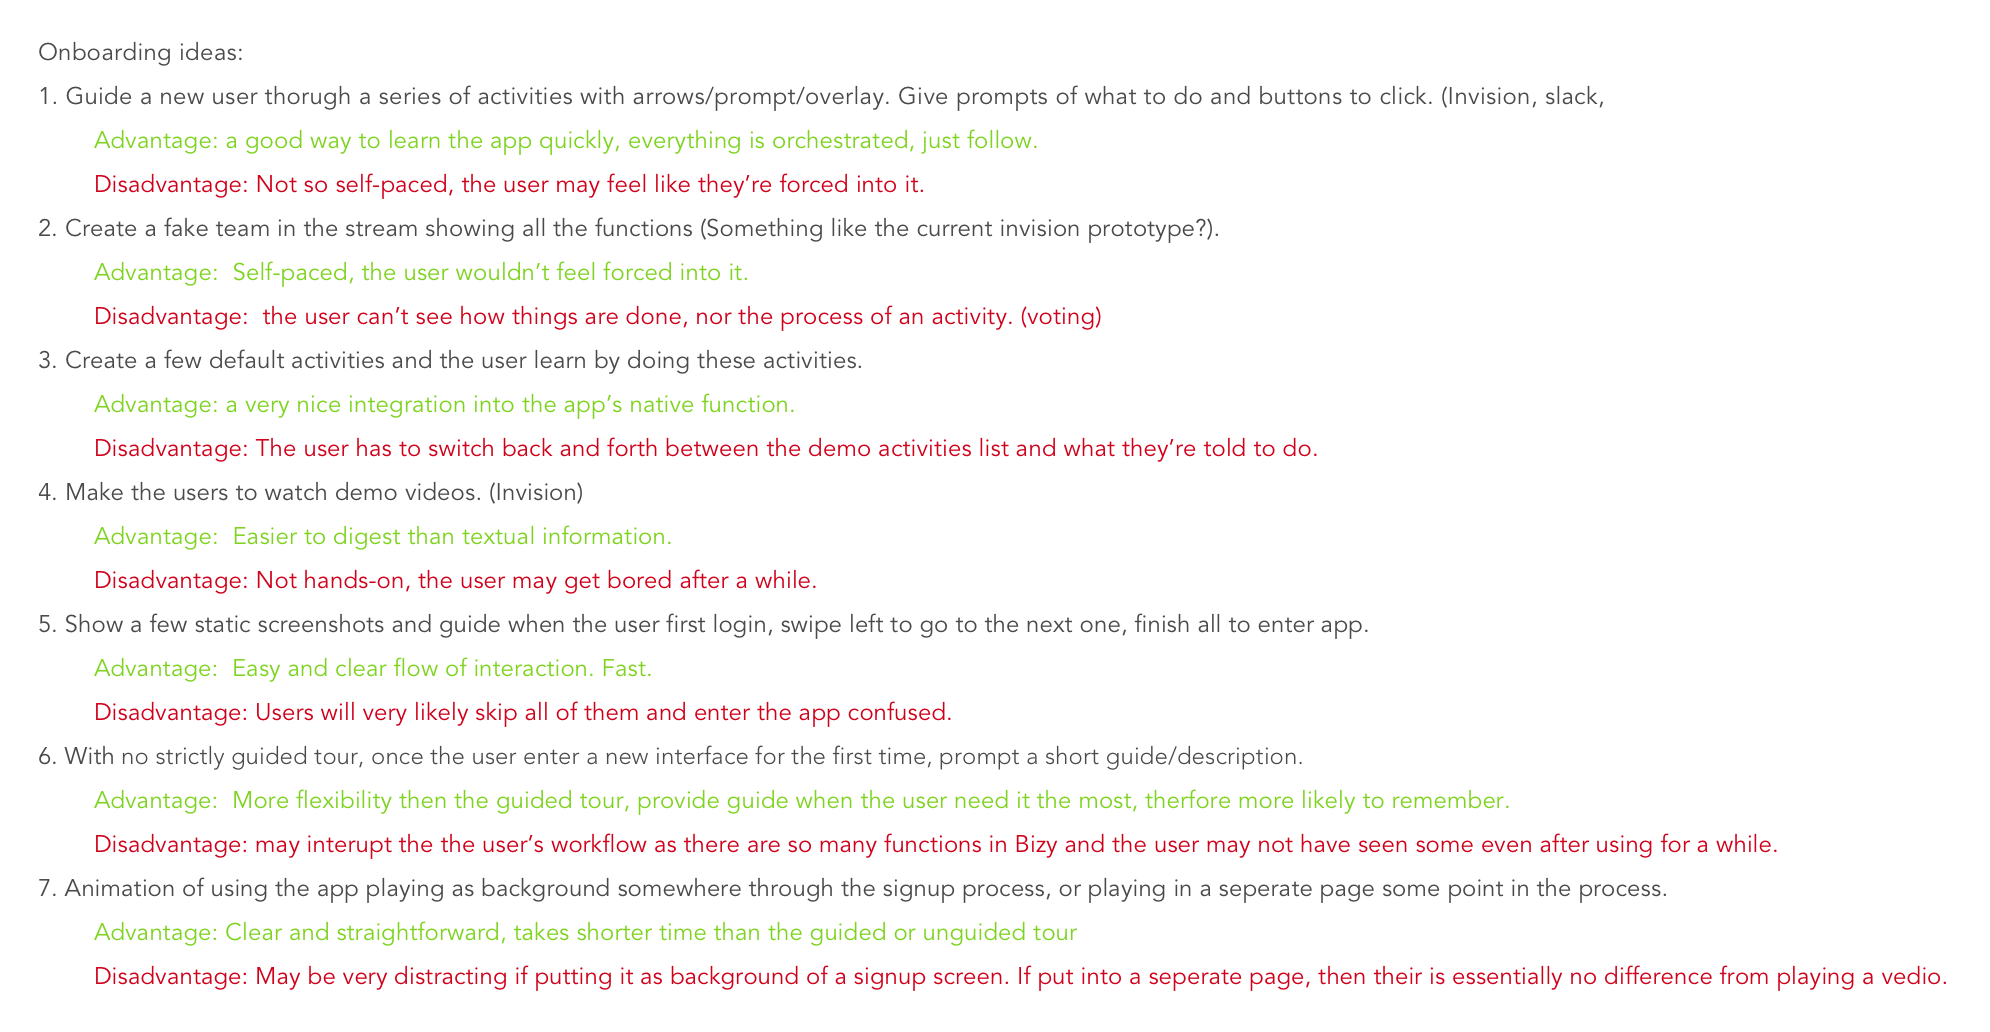 Onboarding ideas:
1. Guide a new user thorugh a series of activities with arrows/prompt/overlay. Give prompts of what to do and buttons to click. (Invision, slack,
Advantage: a good way to learn the app quickly, everything is orchestrated, just follow.
Disadvantage: Not so self-paced, the user may feel like they’re forced into it.
2. Create a fake team in the stream showing all the functions (Something like the current invision prototype?).
Advantage:  Self-paced, the user wouldn’t feel forced into it.
Disadvantage:  the user can’t see how things are done, nor the process of an activity. (voting)
3. Create a few default activities and the user learn by doing these activities.
Advantage: a very nice integration into the app’s native function.
Disadvantage: The user has to switch back and forth between the demo activities list and what they’re told to do.
4. Make the users to watch demo videos. (Invision)
Advantage:  Easier to digest than textual information.
Disadvantage: Not hands-on, the user may get bored after a while.
5. Show a few static screenshots and guide when the user first login, swipe left to go to the next one, finish all to enter app.
Advantage:  Easy and clear flow of interaction. Fast.
Disadvantage: Users will very likely skip all of them and enter the app confused.
6. With no strictly guided tour, once the user enter a new interface for the first time, prompt a short guide/description.
Advantage:  More flexibility then the guided tour, provide guide when the user need it the most, therfore more likely to remember.
Disadvantage: may interupt the the user’s workflow as there are so many functions in Bizy and the user may not have seen some even after using for a while.
7. Animation of using the app playing as background somewhere through the signup process, or playing in a seperate page some point in the process.
Advantage: Clear and straightforward, takes shorter time than the guided or unguided tour
Disadvantage: May be very distracting if putting it as background of a signup screen. If put into a seperate page, then their is essentially no difference from playing a vedio.